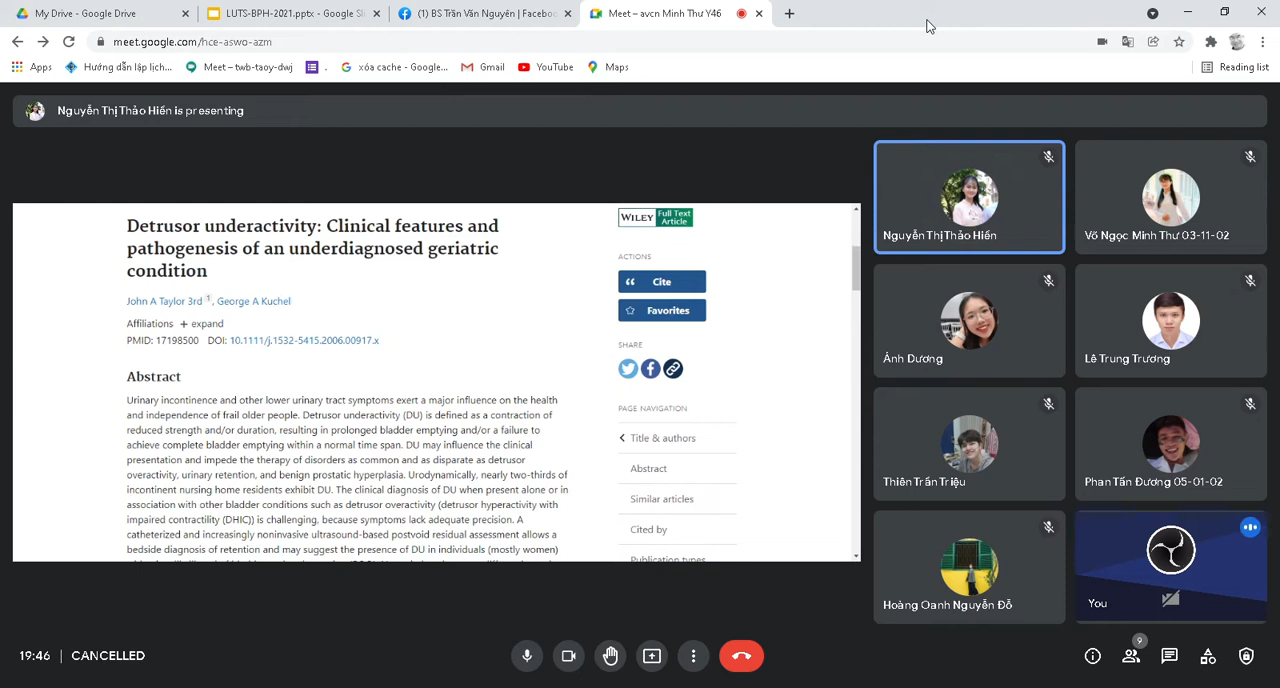 My Drive - Google Drive
LUTS-BPH-2021.pptx - Google Sl
(1) BS Trần Văn Nguyên | Faceboo
Meet – avcn Minh Thư Y46
meet.google.com/hce-aswo-azm
Apps
Hướng dẫn lập lịch...
Meet – twb-taoy-dwj
.
xóa cache - Google...
Gmail
YouTube
Maps
Reading list
Nguyễn Thị Thảo Hiền is presenting
Detrusor underactivity: Clinical features and
pathogenesis of an underdiagnosed geriatric
condition
John A Taylor 3rd 1, George A Kuchel
Affiliations + expand
PMID: 17198500 DOI: 10.1111/j.1532-5415.2006.00917.x
Abstract
Urinary incontinence and other lower urinary tract symptoms exert a major influence on the health
and independence of frail older people. Detrusor underactivity (DU) is defined as a contraction of
reduced strength and/or duration, resulting in prolonged bladder emptying and/or a failure to
achieve complete bladder emptying within a normal time span. DU may influence the clinical
presentation and impede the therapy of disorders as common and as disparate as detrusor
overactivity, urinary retention, and benign prostatic hyperplasia. Urodynamically, nearly two-thirds of
incontinent nursing home residents exhibit DU. The clinical diagnosis of DU when present alone or in
association with other bladder conditions such as detrusor overactivity (detrusor hyperactivity with
impaired contractility (DHIC)) is challenging, because symptoms lack adequate precision. A
catheterized and increasingly noninvasive ultrasound-based postvoid residual assessment allows a
bedside diagnosis of retention and may suggest the presence of DU in individuals (mostly women)
WILEY Full Text
Article
ACTIONS
Cite
Favorites
SHARE
PAGE NAVIGATION
Title & authors
Abstract
Similar articles
Cited by
Publication types
Nguyễn Thị Thảo Hiền
Võ Ngọc Minh Thư 03-11-02
Ánh Dương
Lê Trung Trương
Thiên Trần Triệu
Phan Tấn Đương 05-01-02
Hoàng Oanh Nguyễn Đỗ
You
19:46 | CANCELLED
9